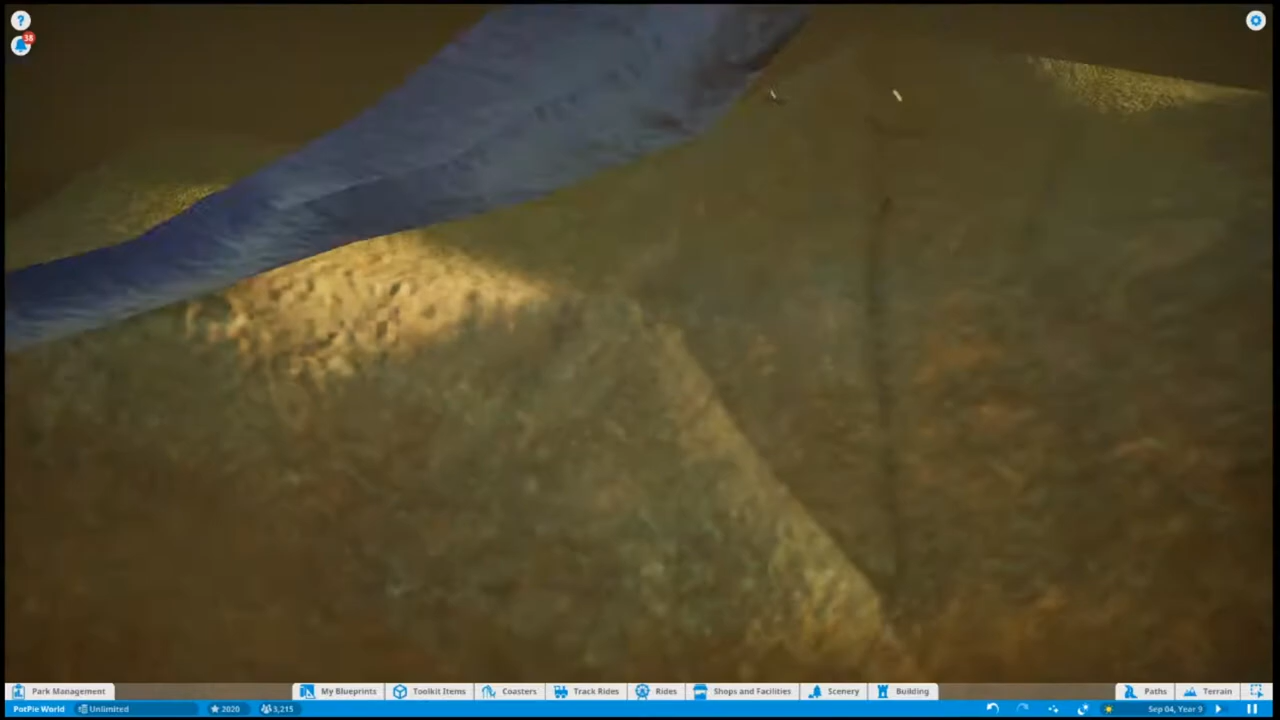 ?
38
Park Management
My Blueprints
Toolkit Items
Coasters
Track Rides
Rides
Shops and Facilities
Scenery
Building
Paths
Terrain
PotPie World
Unlimited
2020
3,215
Sep 04, Year 9